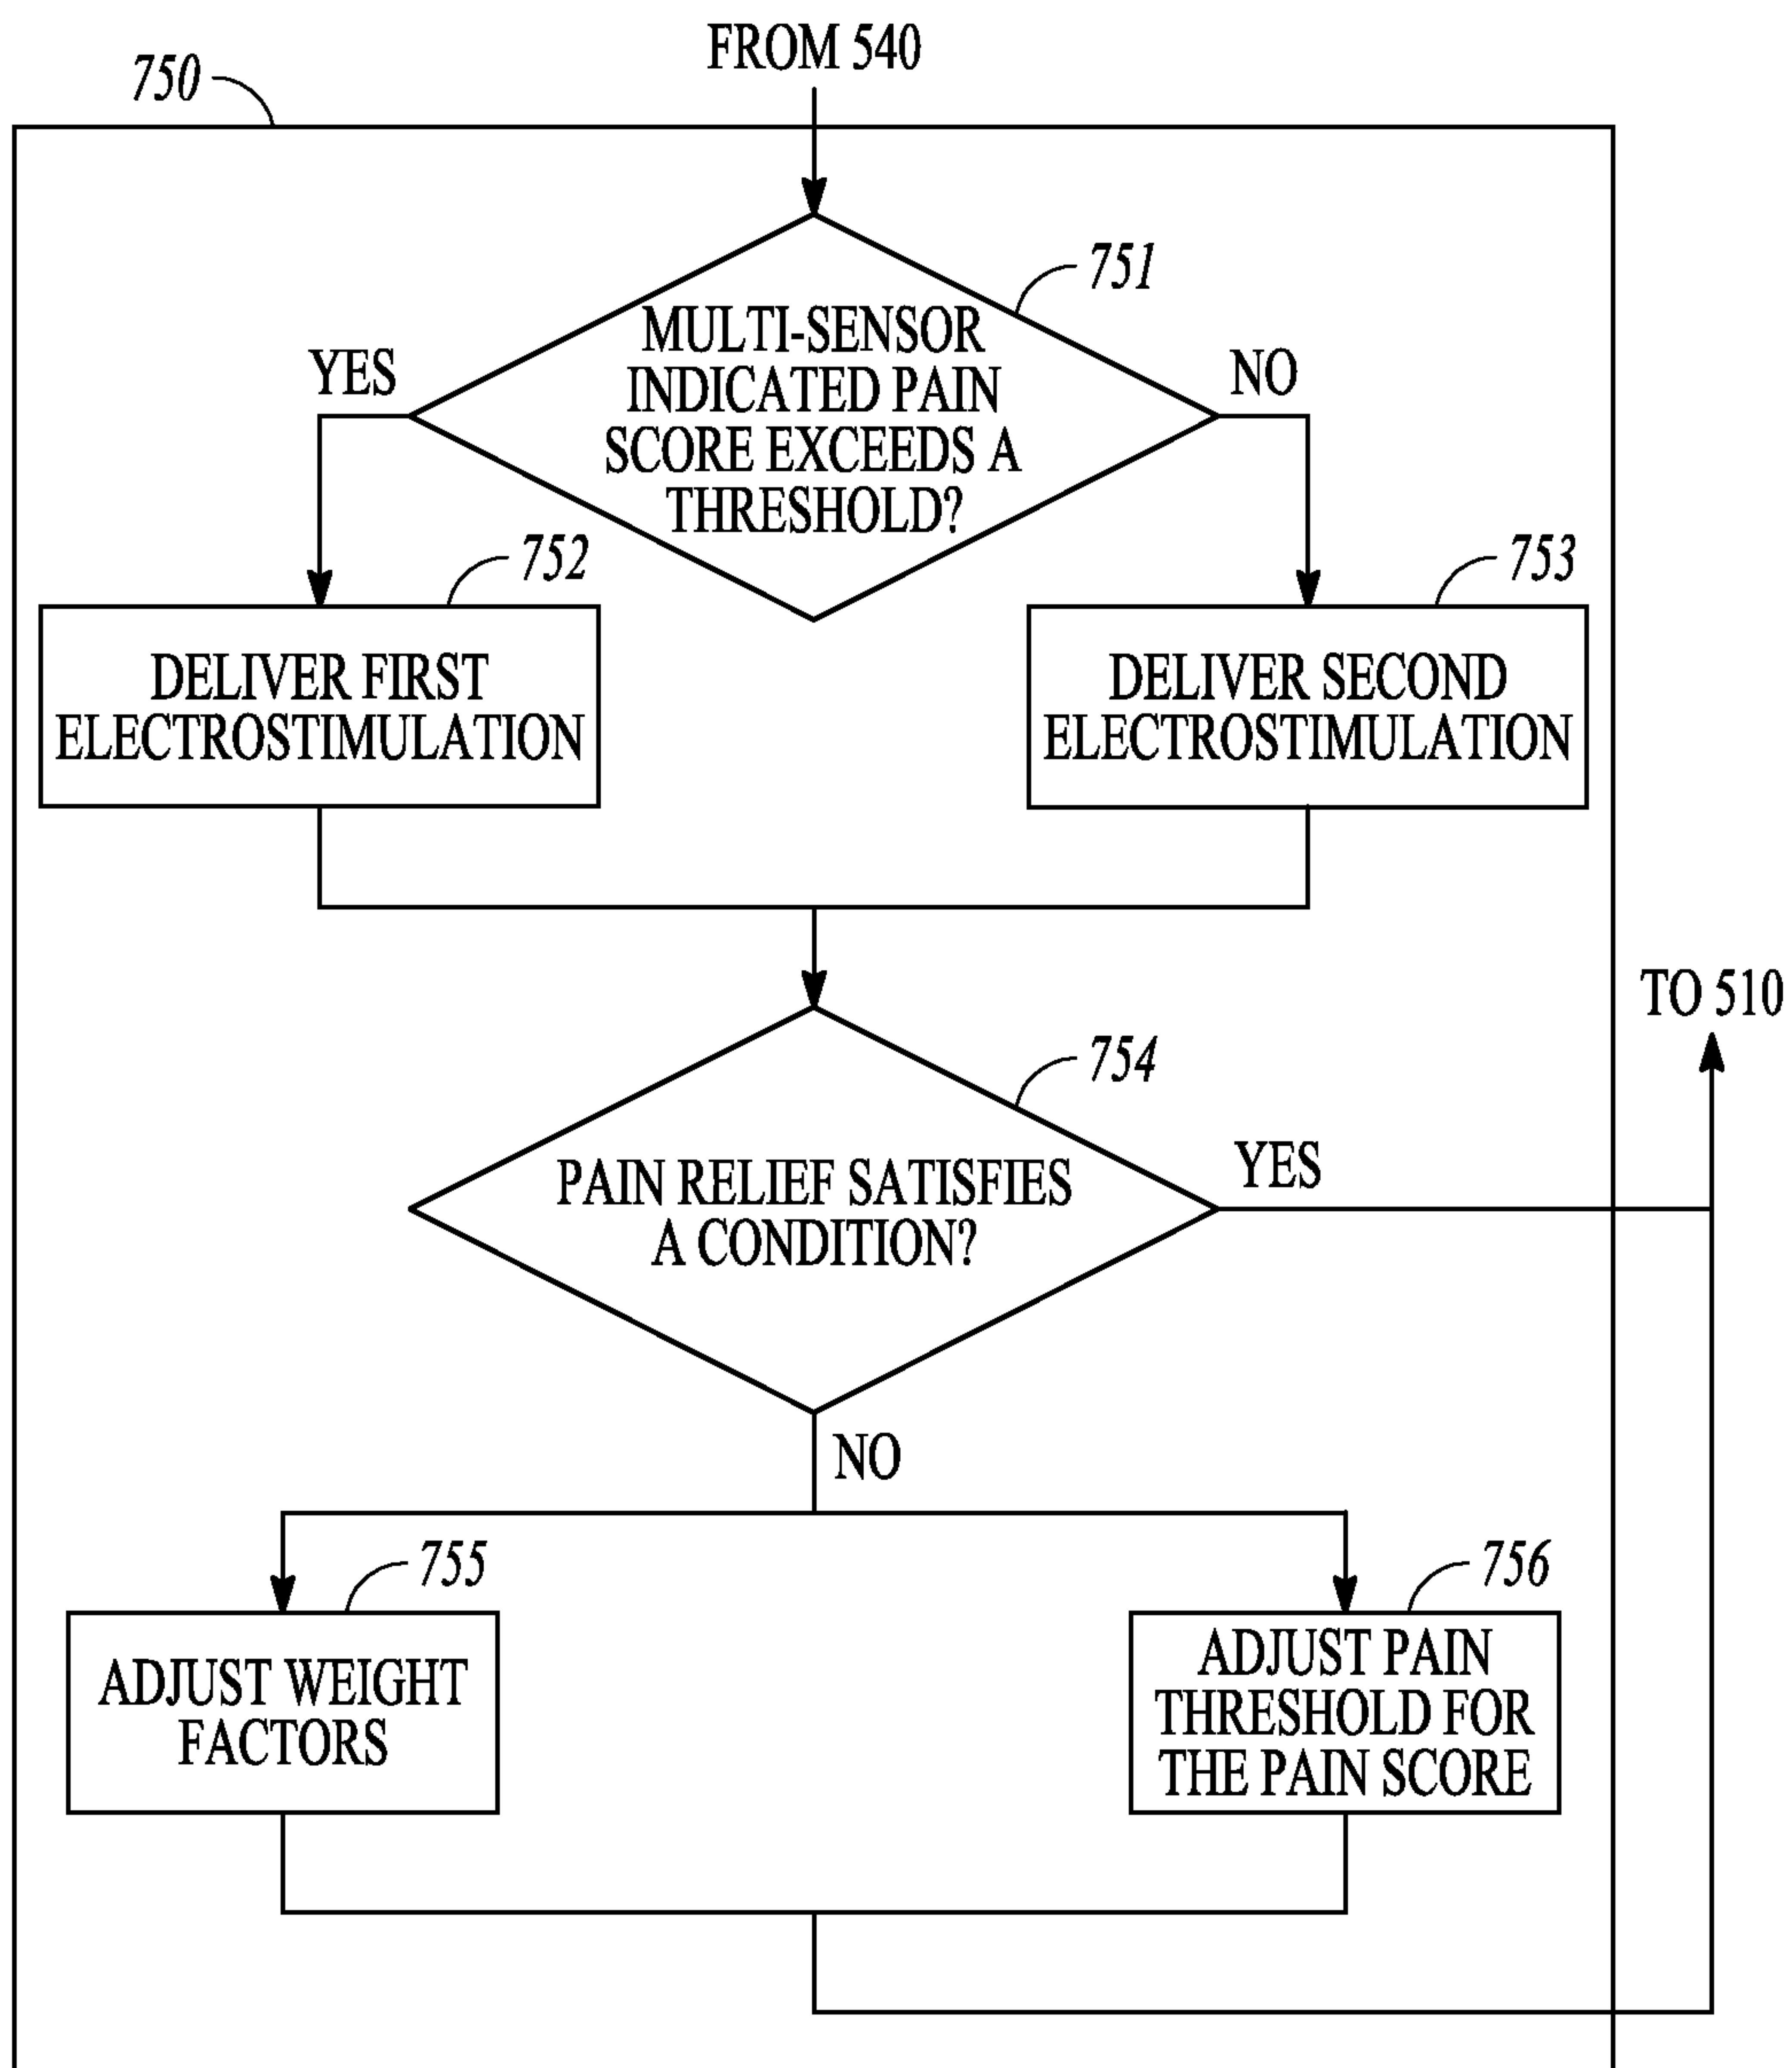 FROM 540
750
751
MULTI-SENSOR
INDICATED PAIN
SCORE EXCEEDS A
THRESHOLD?
YES
NO
752
753
DELIVER FIRST
ELECTROSTIMULATION
DELIVER SECOND
ELECTROSTIMULATION
TO 510
754
PAIN RELIEF SATISFIES
A CONDITION?
YES
NO
755
756
ADJUST WEIGHT
FACTORS
ADJUST PAIN
THRESHOLD FOR
THE PAIN SCORE